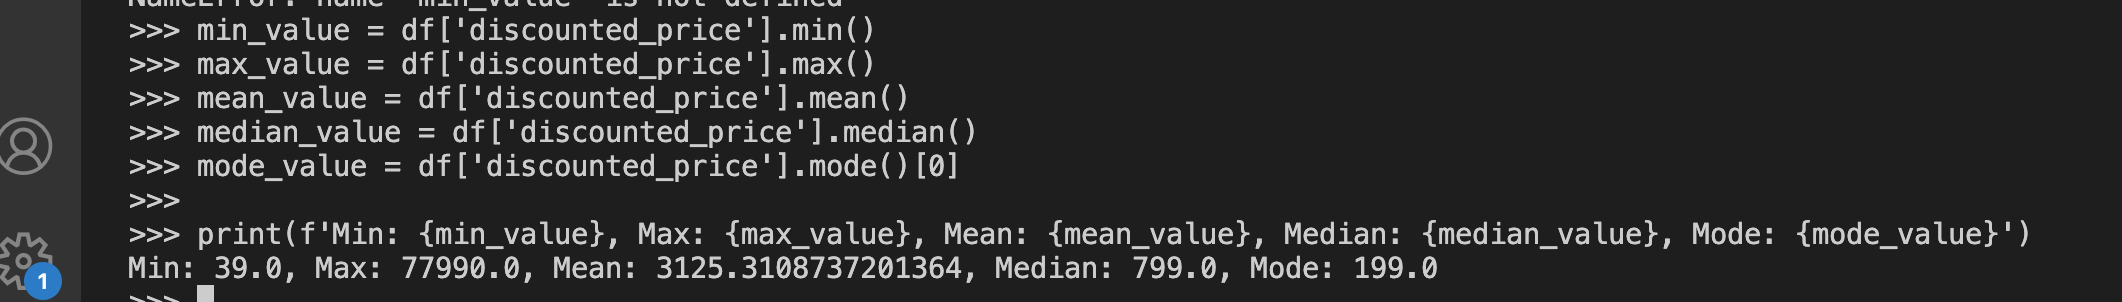 NameError: name 'min_value' is not defined
>>> min_value = df['discounted_price'].min()
>>> max_value = df['discounted_price'].max()
>>> mean_value = df['discounted_price'].mean()
>>> median_value = df['discounted_price'].median()
>>> mode_value = df['discounted_price'].mode()[0]
>>>
>>> print(f'Min: {min_value}, Max: {max_value}, Mean: {mean_value}, Median: {median_value}, Mode: {mode_value}')
Min: 39.0, Max: 77990.0, Mean: 3125.3108737201364, Median: 799.0, Mode: 199.0
>>>
1